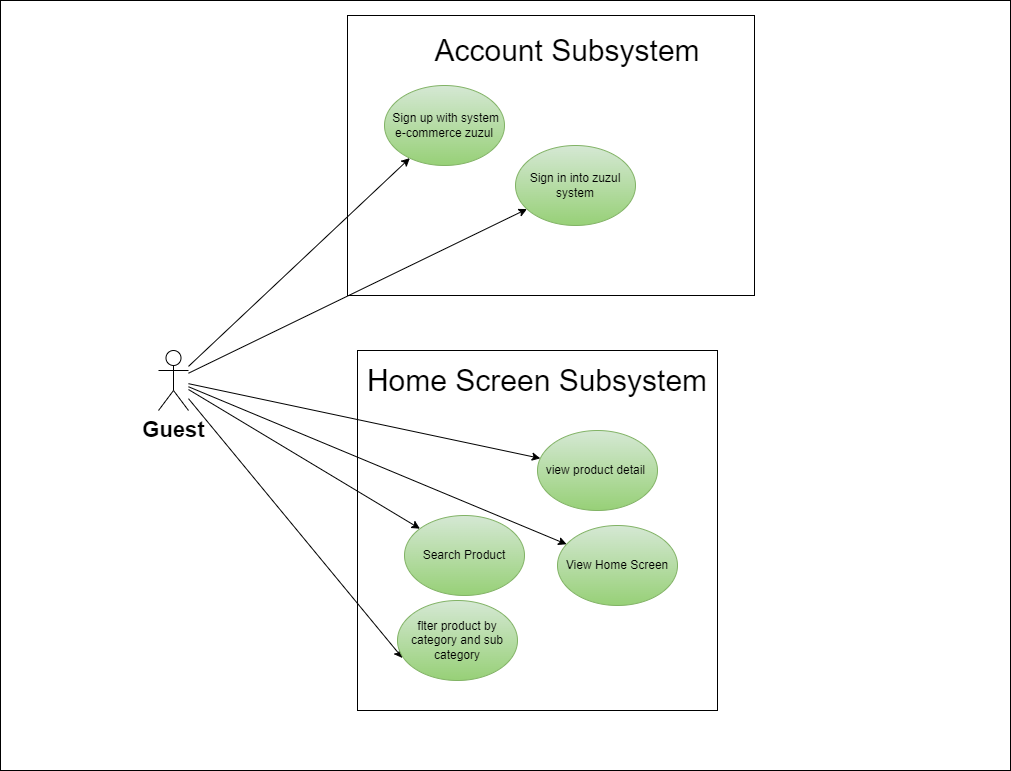 Account Subsystem
Sign up with system
e-commerce zuzul
Sign in into zuzul
system
Guest
Home Screen Subsystem
view product detail
Search Product
View Home Screen
flter product by
category and sub
category